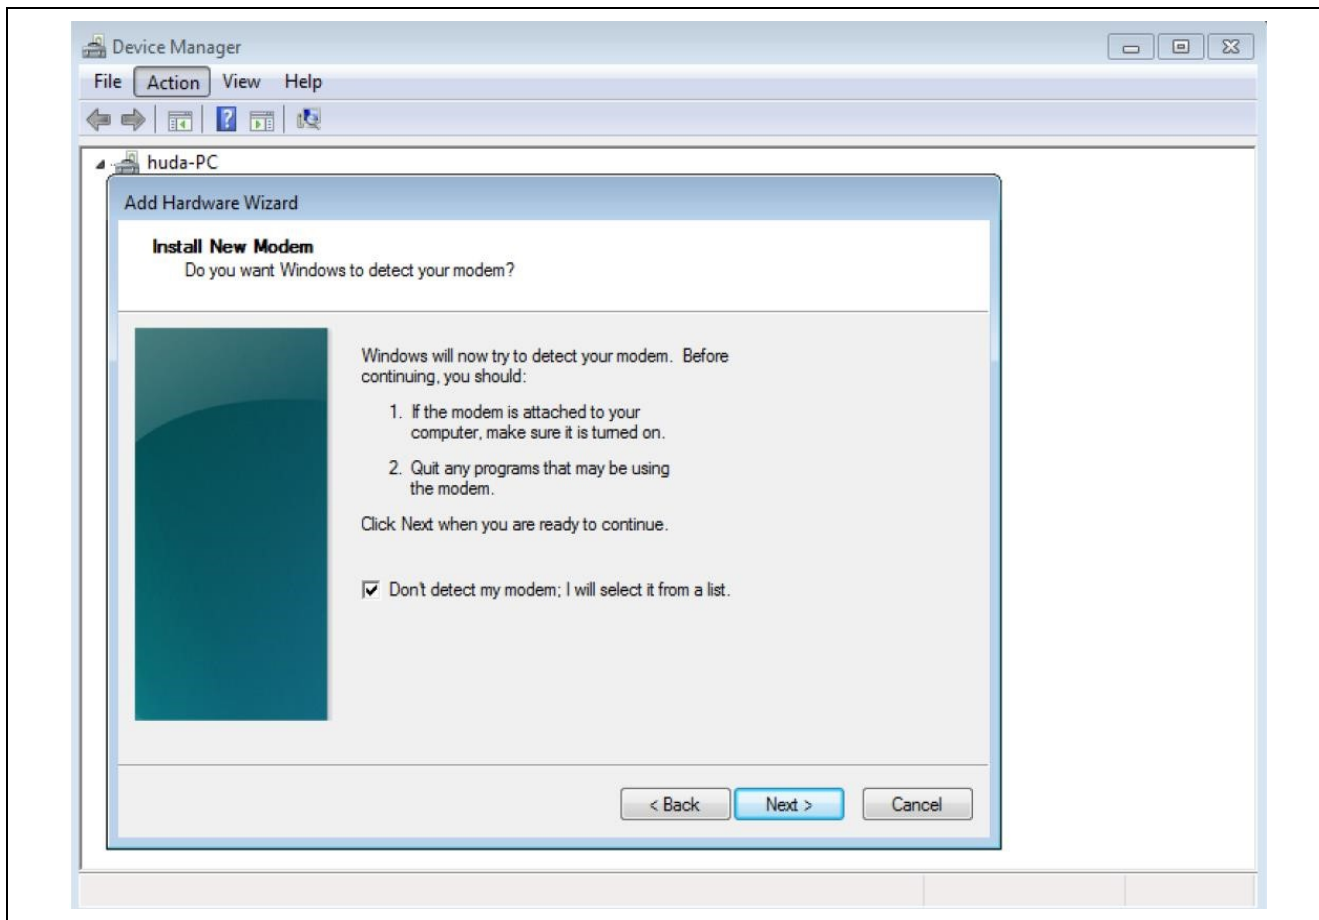 Device Manager
File Action View Help
huda-PC
Add Hardware Wizard
Install New Modem
Do you want Windows to detect your modem?
Windows will now try to detect your modem. Before
continuing, you should:
1. If the modem is attached to your
computer, make sure it is turned on.
2. Quit any programs that may be using
the modem.
Click Next when you are ready to continue.
Don't detect my modem; I will select it from a list.
< Back Next > Cancel